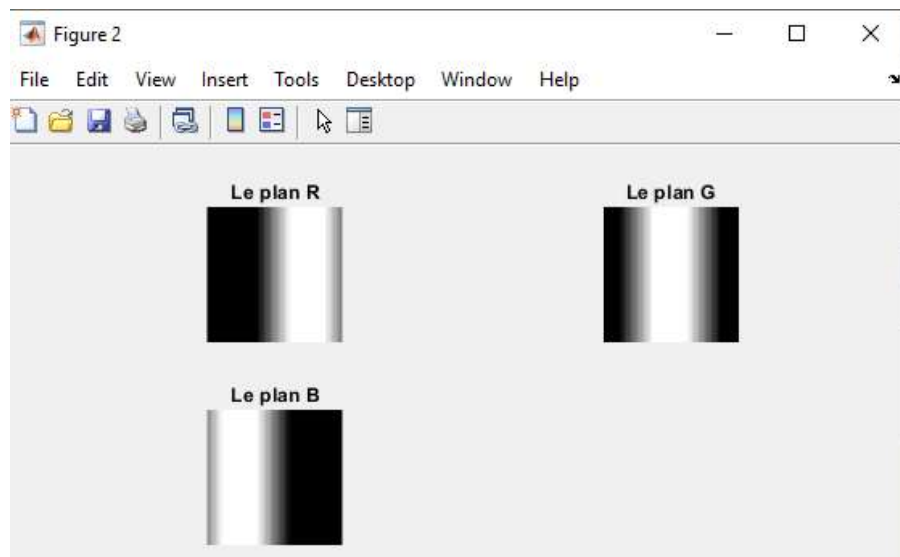 Figure 2
File Edit View Insert Tools Desktop Window Help
Le plan R
Le plan G
Le plan B